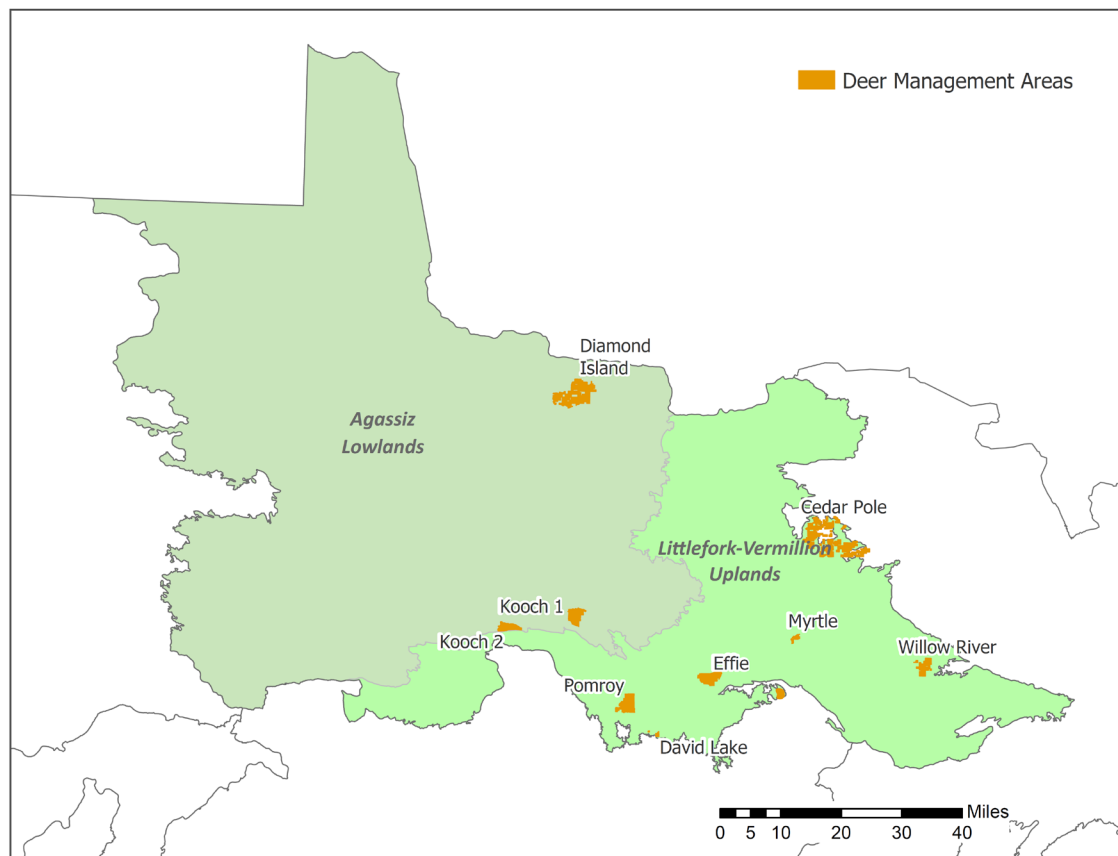 Deer Management Areas
Diamond
Island
Agassiz
Lowlands
Cedar Pole
Littlefork-Vermillion
Uplands
Kooch 1
Kooch 2
Myrtle
Willow River
Effie
Pomroy
David Lake
Miles
0 5 10 20 30 40